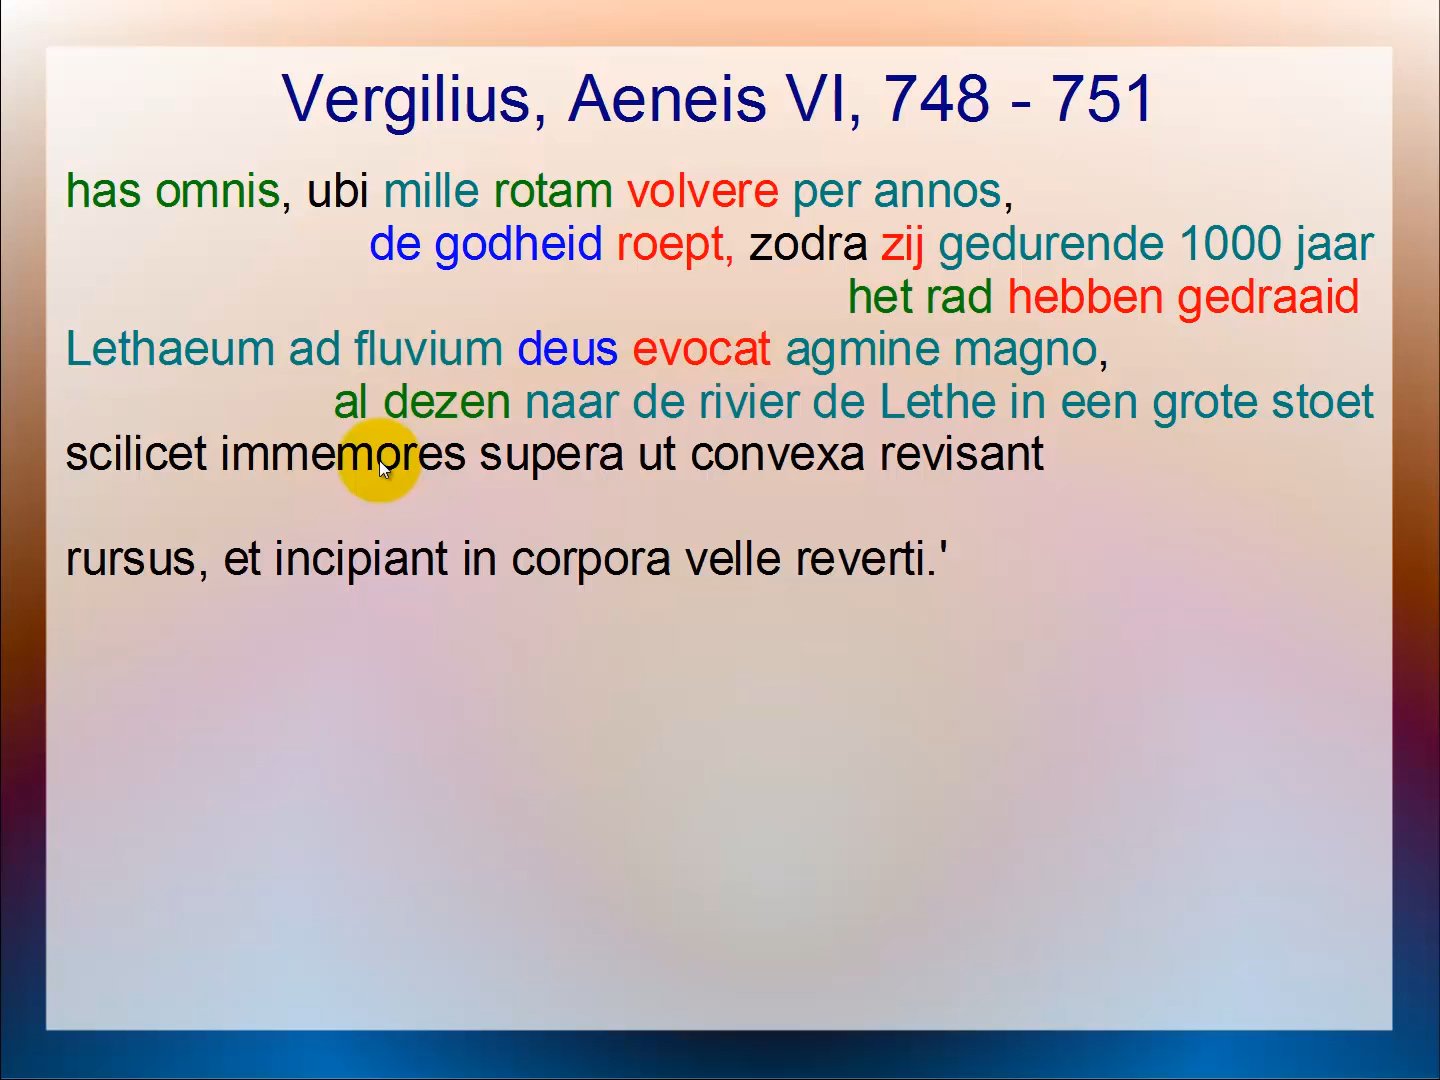 Vergilius, Aeneis VI, 748 - 751
has omnis, ubi mille rotam volvere per annos,
de godheid roept, zodra zij gedurende 1000 jaar
het rad hebben gedraaid
Lethaeum ad fluvium deus evocat agmine magno,
al dezen naar de rivier de Lethe in een grote stoet
scilicet immemores supera ut convexa revisant
rursus, et incipiant in corpora velle reverti.'